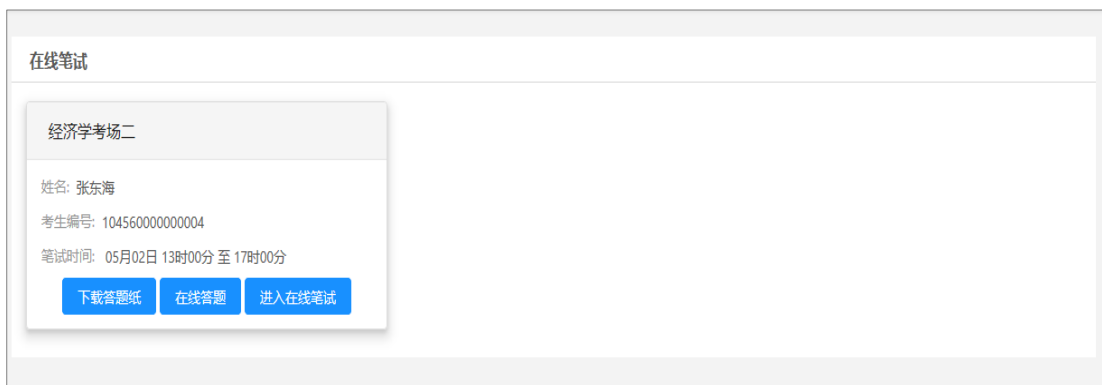 在线笔试
经济学考场二
姓名: 张东海
考生编号: 104560000000004
笔试时间: 05月02日 13时00分 至 17时00分
下载答题纸 在线答题 进入在线笔试